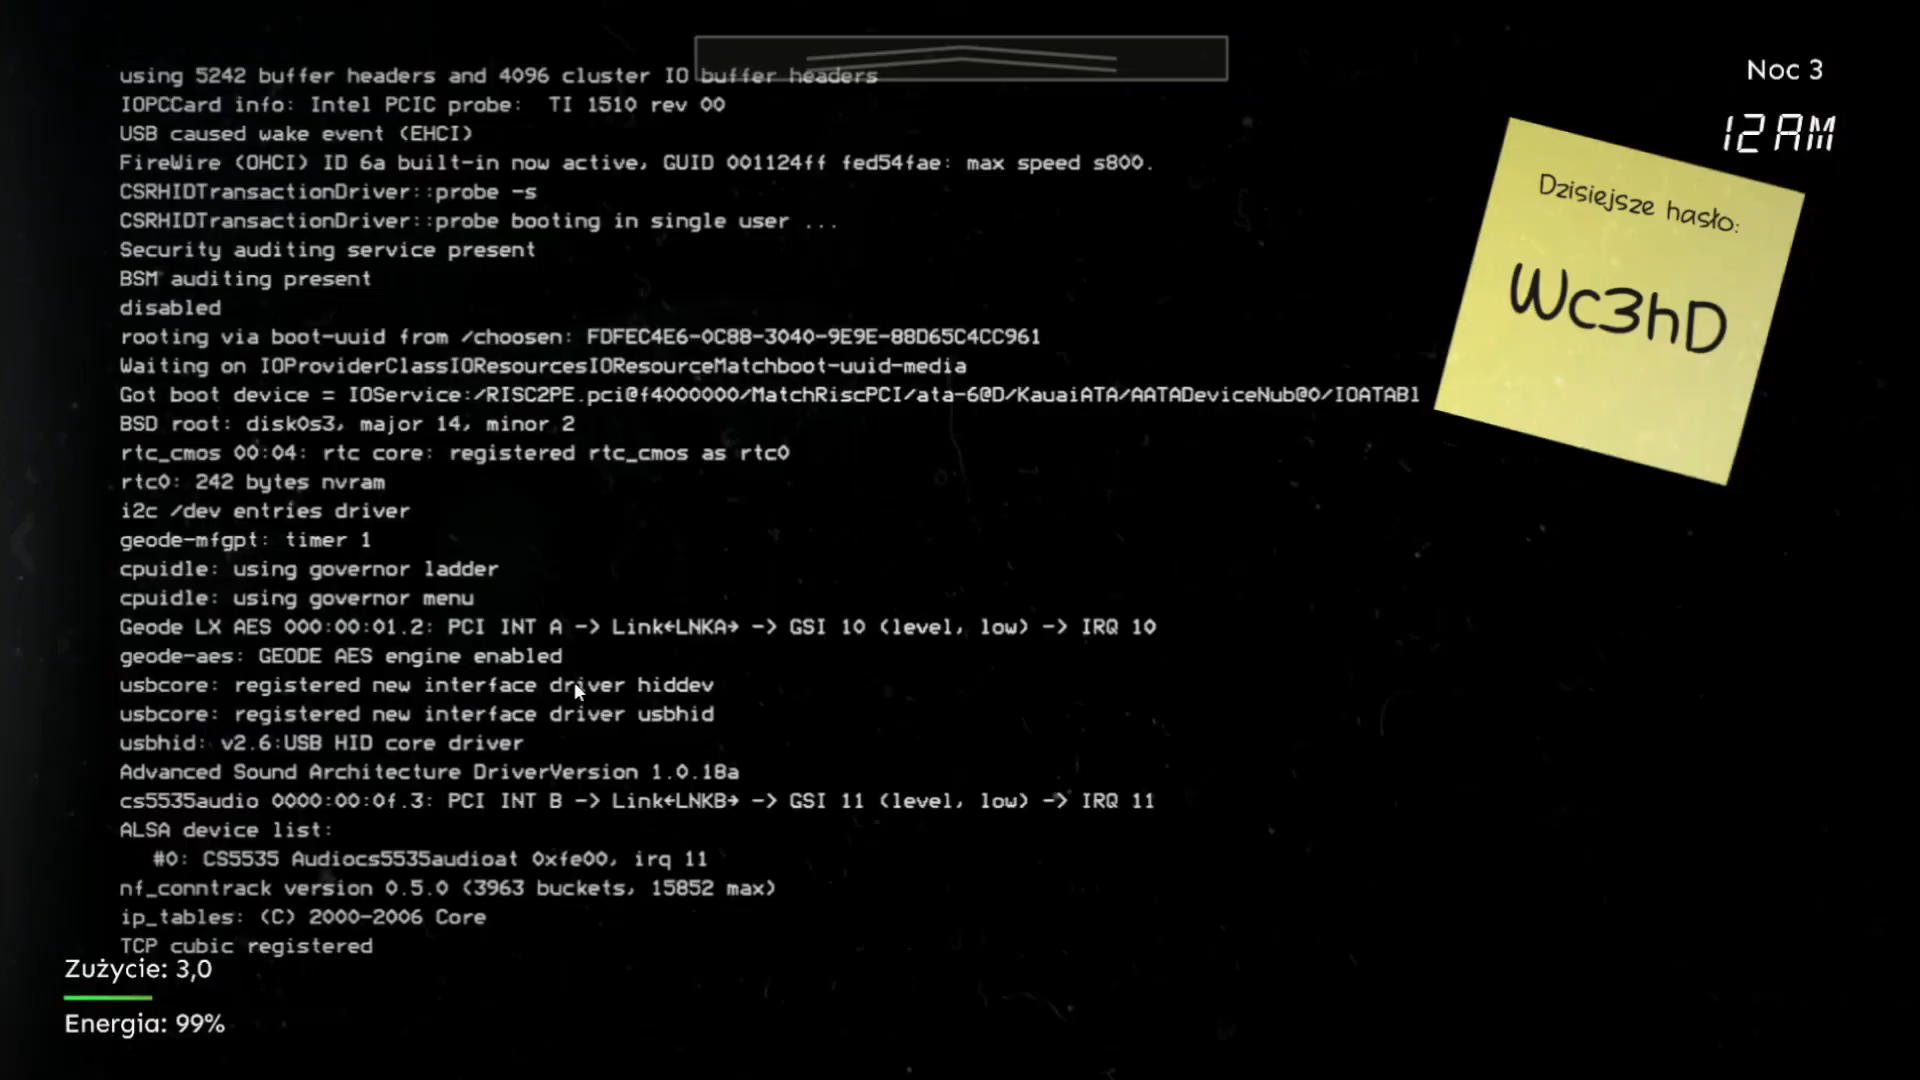 using 5242 buffer headers and 4096 cluster IO buffer headers
IOPCCard info: Intel PCIC probe: TI 1510 rev 00
USB caused wake event (EHCI)
FireWire (OHCI) ID 6a built-in now active, GUID 001124ff fed54fae: max speed s800.
CSRHIDTransactionDriver::probe -s
CSRHIDTransactionDriver::probe booting in single user ...
Security auditing service present
BSM auditing present
disabled
rooting via boot-uuid from /choosen: FDFEC4E6-0C88-3040-9E9E-88D65C4CC961
Waiting on IOProviderClassIOResourcesIOResourceMatchboot-uuid-media
Got boot device = IOService:/RISC2PE.pci@f4000000/MatchRiscPCI/ata-6@D/KauaiATA/AATADeviceNub@0/IOATABl
BSD root: disk0s3, major 14, minor 2
rtc_cmos 00:04: rtc core: registered rtc_cmos as rtc0
rtc0: 242 bytes nvram
i2c /dev entries driver
geode-mfgpt: timer 1
cpuidle: using governor ladder
cpuidle: using governor menu
Geode LX AES 000:00:01.2: PCI INT A -> Link←LNKA→ -> GSI 10 (level, low) -> IRQ 10
geode-aes: GEODE AES engine enabled
usbcore: registered new interface driver hiddev
usbcore: registered new interface driver usbhid
usbhid: v2.6:USB HID core driver
Advanced Sound Architecture DriverVersion 1.0.18a
cs5535audio 0000:00:0f.3: PCI INT B -> Link←LNKB→ -> GSI 11 (level, low) -> IRQ 11
ALSA device list:
#0: CS5535 Audiocs5535audioat 0xfe00, irq 11
nf_conntrack version 0.5.0 (3963 buckets, 15852 max)
ip_tables: (C) 2000-2006 Core
TCP cubic registered
Zużycie: 3,0
Energia: 99%
Noc 3
12 AM
Dzisiejsze hasło:
Wc3hD